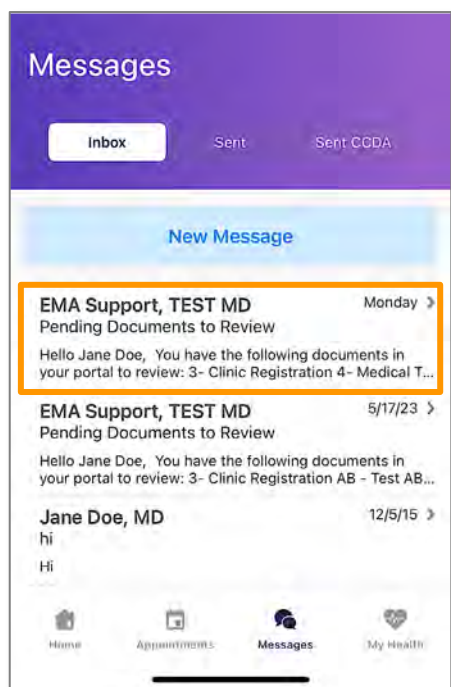 Messages
Inbox Sent Sent CCDA
New Message
EMA Support, TEST MD Monday
Pending Documents to Review
Hello Jane Doe, You have the following documents in
your portal to review: 3- Clinic Registration 4- Medical T...
EMA Support, TEST MD 5/17/23
Pending Documents to Review
Hello Jane Doe, You have the following documents in
your portal to review: 3- Clinic Registration AB - Test AB...
Jane Doe, MD 12/5/15
hi
Hi
Home Appointments Messages My Health